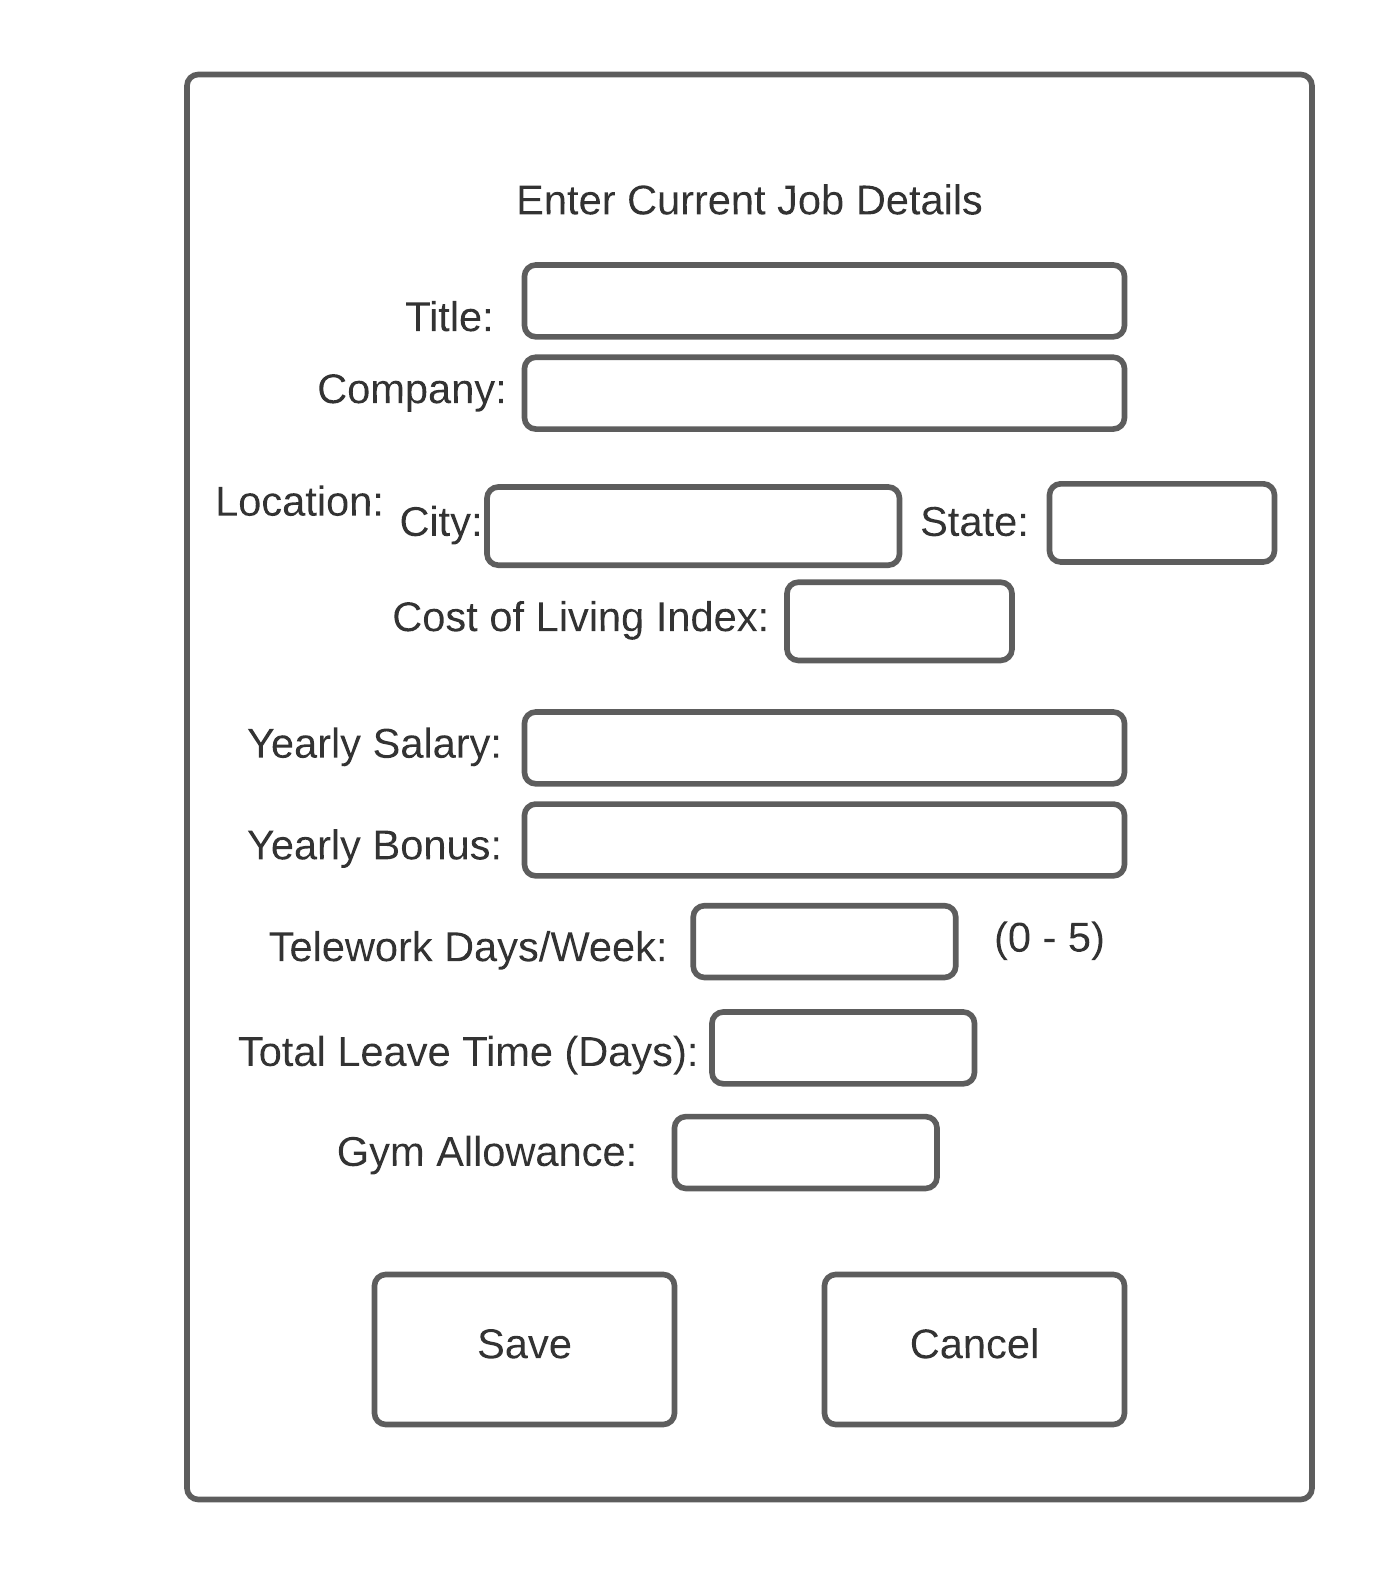 Enter Current Job Details
Title:
Company:
Location: City: State:
Cost of Living Index:
Yearly Salary:
Yearly Bonus:
Telework Days/Week: (0 - 5)
Total Leave Time (Days):
Gym Allowance:
Save Cancel